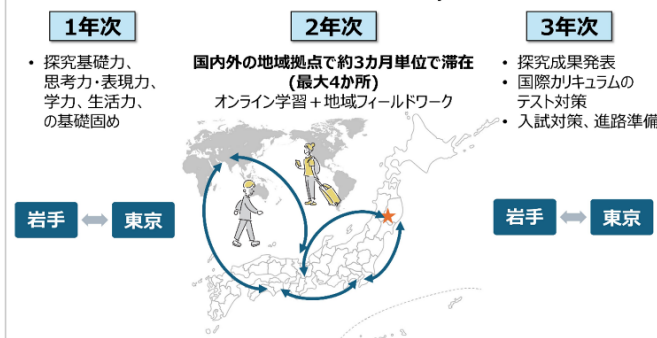 1年次
• 探究基礎力、
思考力・表現力、
学力、生活力、
の基礎固め
岩手
東京
2年次
国内外の地域拠点で約3カ月単位で滞在
(最大4か所)
オンライン学習＋地域フィールドワーク
3年次
• 探究成果発表
• 国際カリキュラムの
テスト対策
• 入試対策、進路準備
岩手
東京